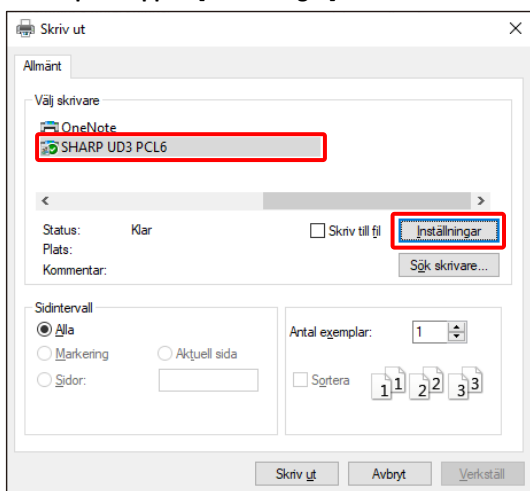 Skriv ut
Allmänt
Välj skrivare
OneNote
SHARP UD3 PCL6
Status: Klar
Skriv till fil
Inställningar
Plats:
Kommentar:
Sök skrivare...
Sidintervall
Alla
Markering
Aktuell sida
Sidor:
Antal exemplar: 1
Sortera
1 1 2 2 3 3
Skriv ut
Avbryt
Verkställ